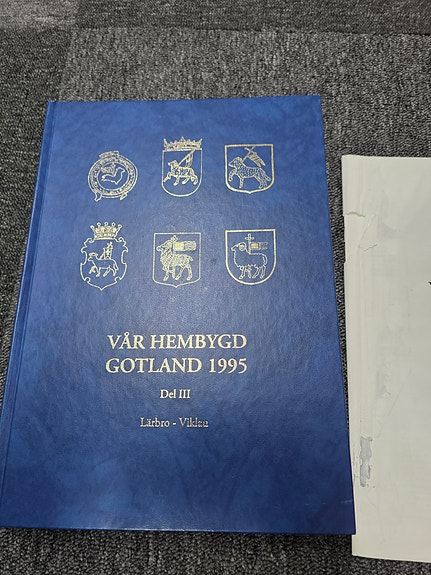 VÅR HEMBYGD
GOTLAND 1995
Del III
Lärbro - Viklau